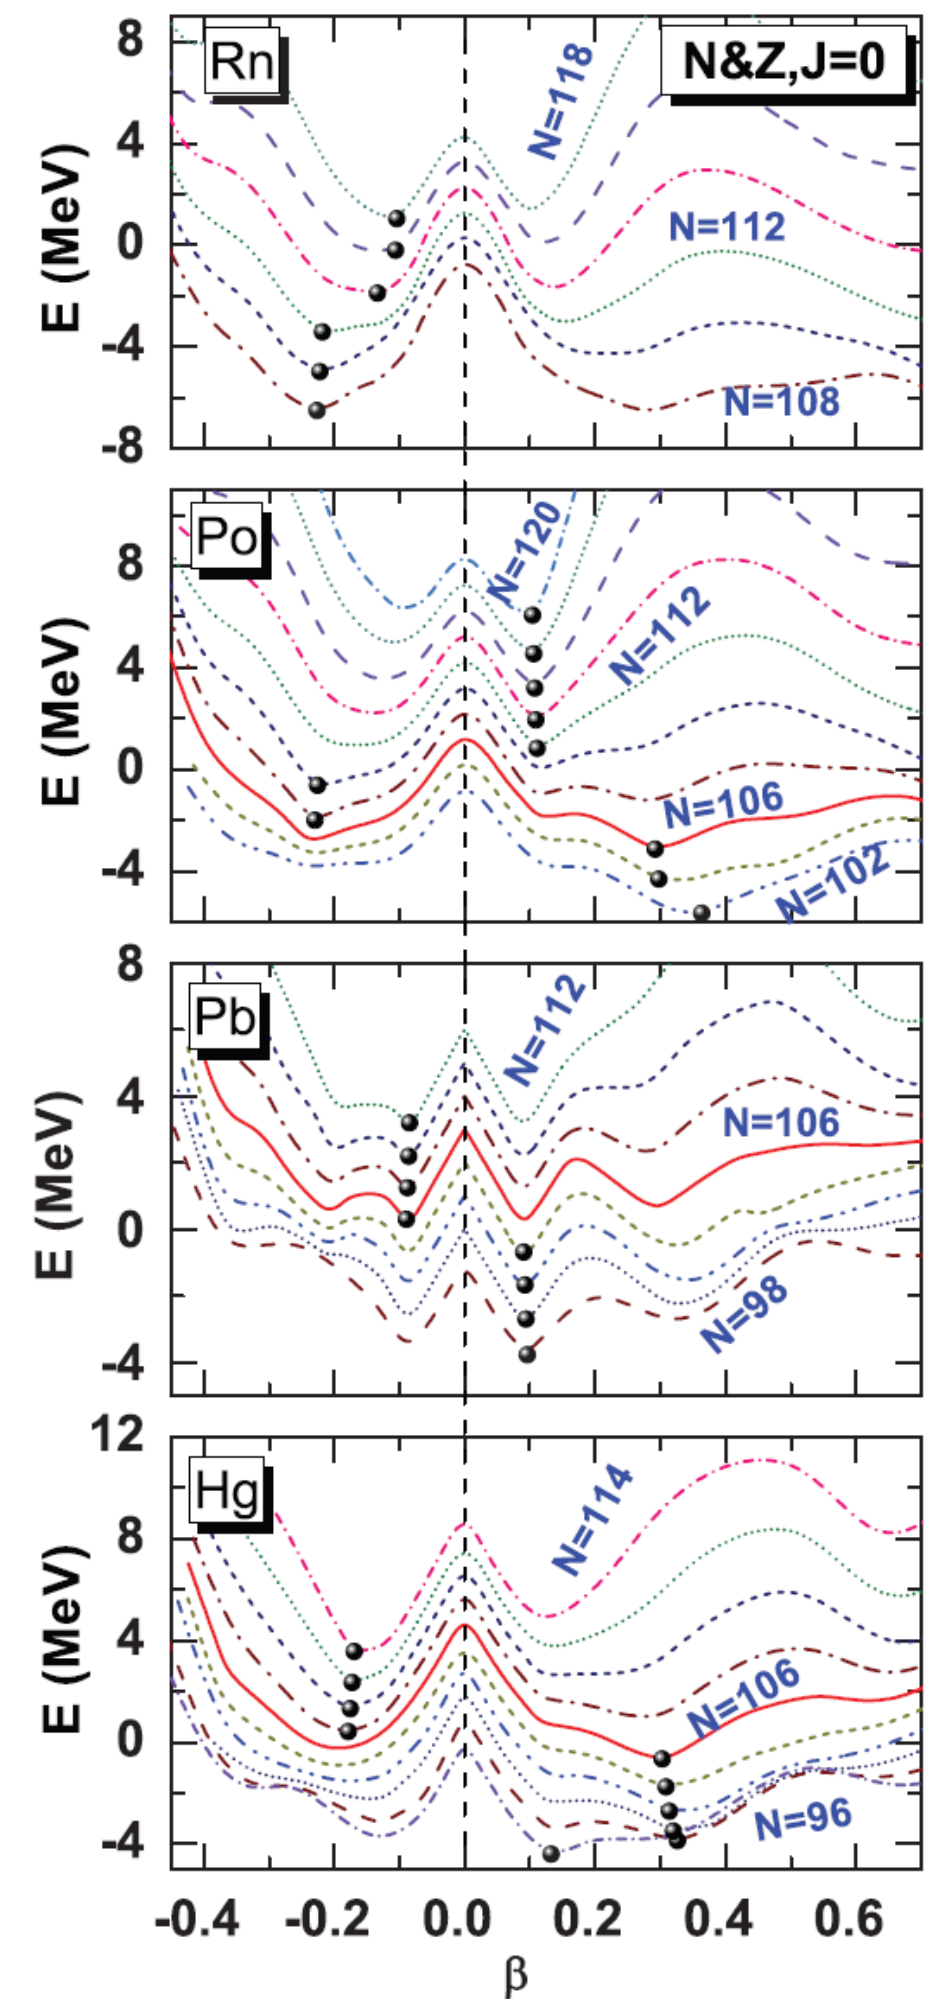 Rn
N&Z,J=0
N=118
N=112
N=108
8
4
0
-4
-8
E (MeV)
Po
N=120
N=112
N=106
N=102
8
4
0
-4
E (MeV)
Pb
N=112
N=106
N=98
8
4
0
-4
E (MeV)
Hg
N=114
N=106
N=96
12
8
4
0
-4
E (MeV)
-0.4 -0.2 0.0 0.2 0.4 0.6
β